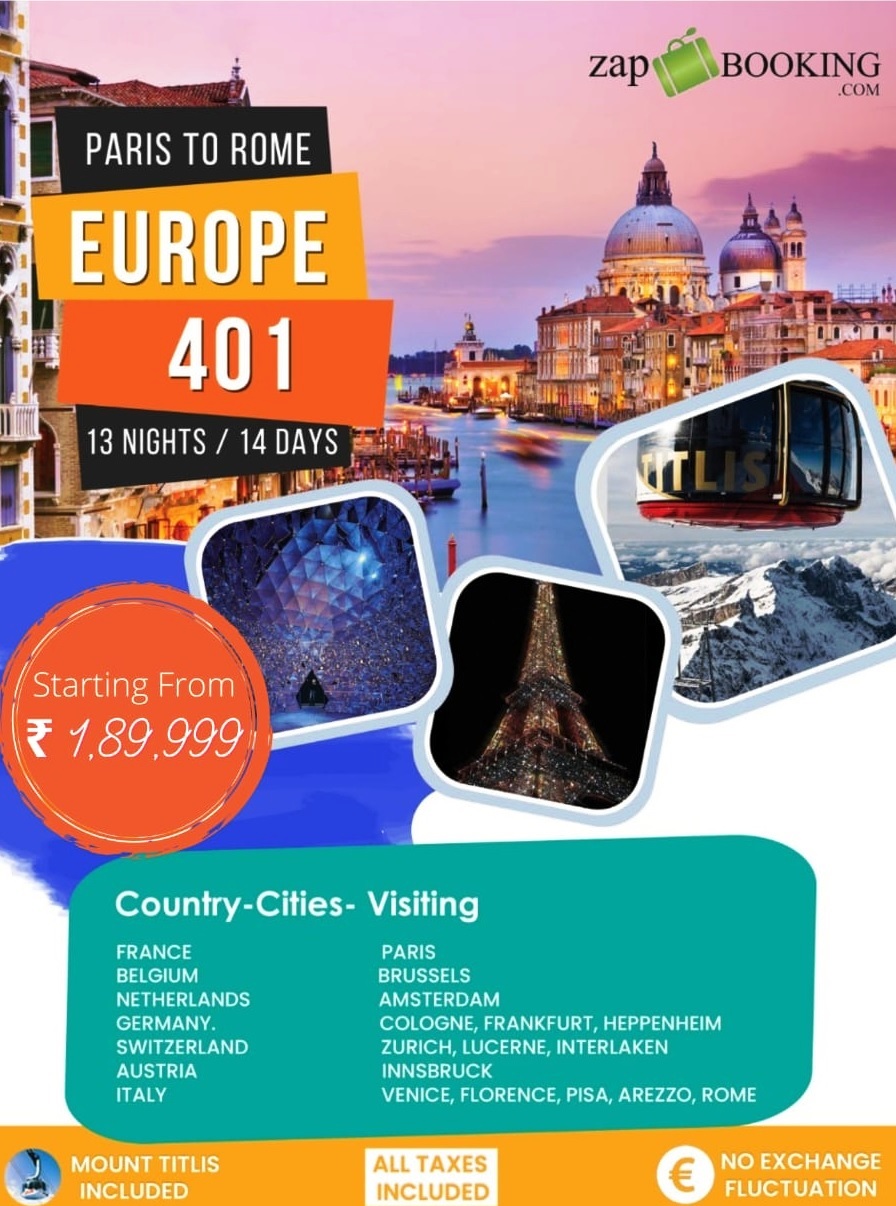 zap BOOKING
.COM
PARIS TO ROME
EUROPE
401
13 NIGHTS / 14 DAYS
TITLIS
Starting From
₹ 1,89,999
Country-Cities- Visiting
FRANCE PARIS
BELGIUM BRUSSELS
NETHERLANDS AMSTERDAM
GERMANY. COLOGNE, FRANKFURT, HEPPENHEIM
SWITZERLAND ZURICH, LUCERNE, INTERLAKEN
AUSTRIA INNSBRUCK
ITALY VENICE, FLORENCE, PISA, AREZZO, ROME
MOUNT TITLIS
INCLUDED
ALL TAXES
INCLUDED
€
NO EXCHANGE
FLUCTUATION